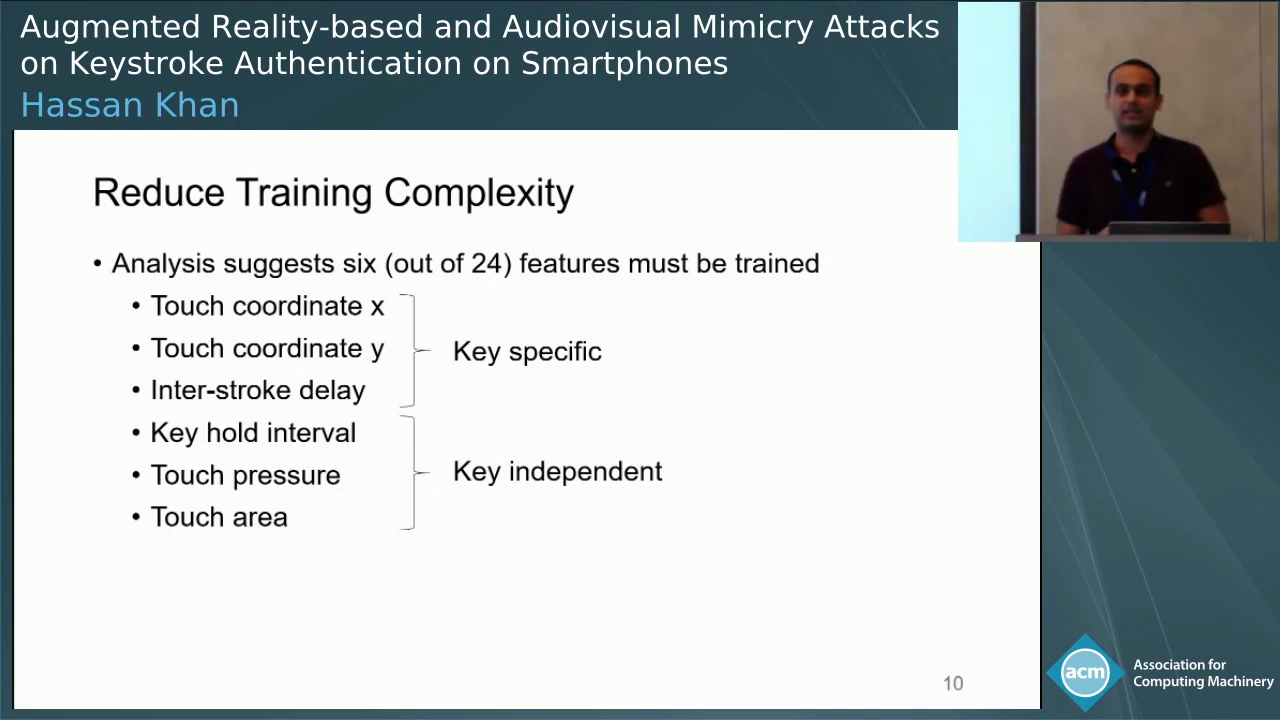 Augmented Reality-based and Audiovisual Mimicry Attacks
on Keystroke Authentication on Smartphones
Hassan Khan
Reduce Training Complexity
• Analysis suggests six (out of 24) features must be trained
• Touch coordinate x
• Touch coordinate y
• Inter-stroke delay
Key specific
• Key hold interval
• Touch pressure
• Touch area
Key independent
10
acm
Association for
Computing Machinery